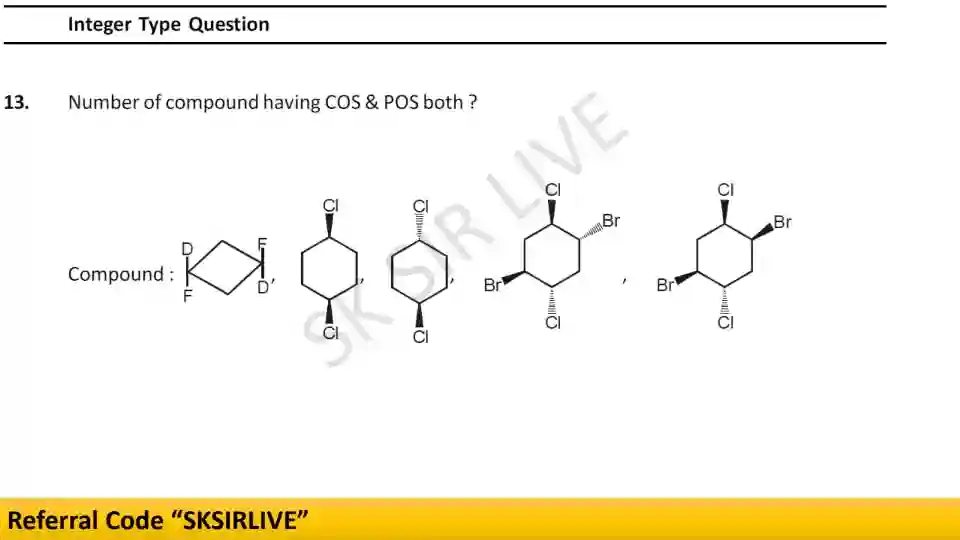 Integer Type Question
13. Number of compound having COS & POS both ?
SK SIR LIVE
Cl Cl Cl Cl
D F Br Br
Compound : , , , , 
F D Br Br
Cl Cl Cl Cl
Referral Code “SKSIRLIVE”